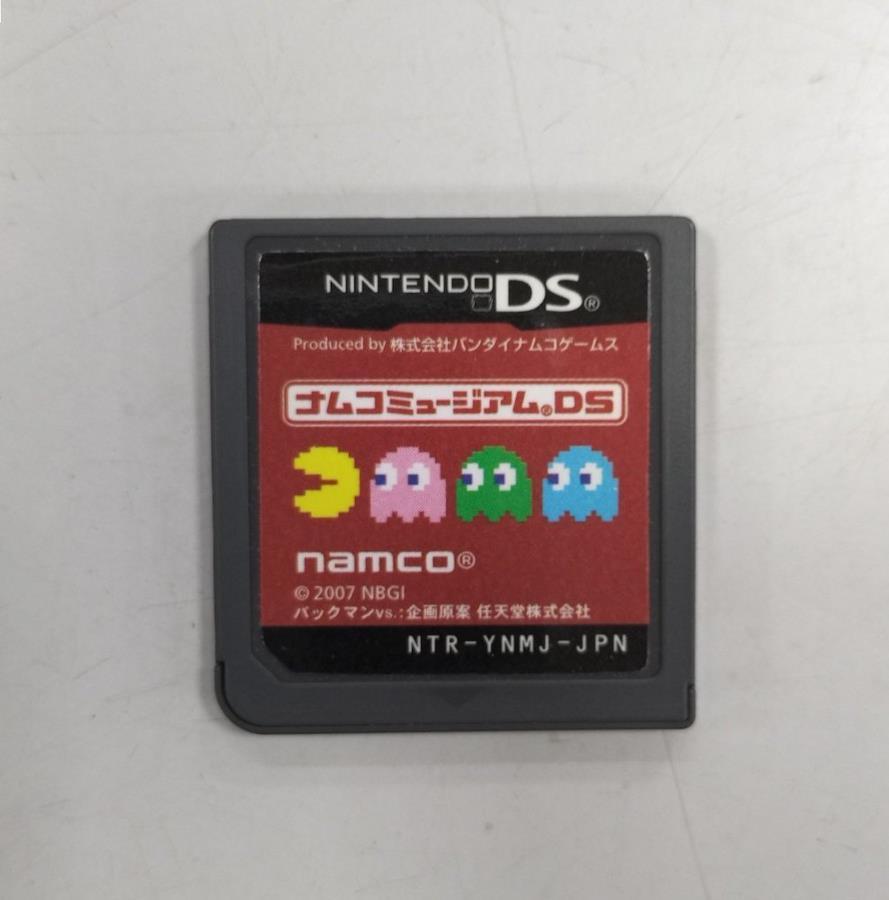 NINTENDO DS®
Produced by 株式会社バンダイナムコゲームス
ナムコミュージアム®DS
namco®
© 2007 NBGI
パックマンvs.:企画原案 任天堂株式会社
NTR-YNMJ-JPN